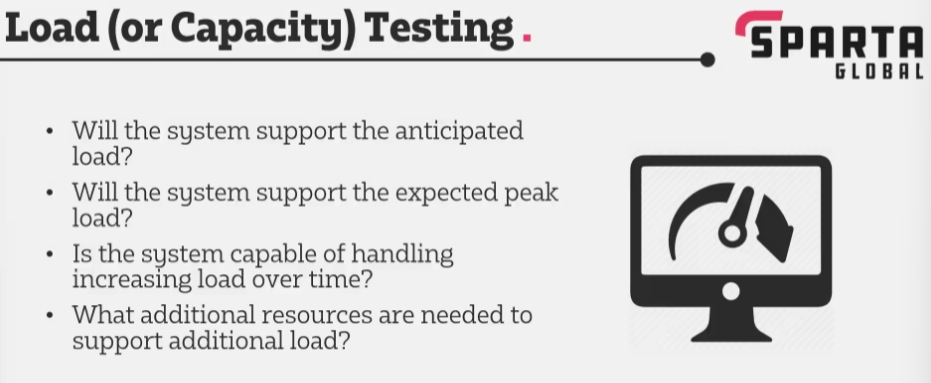 Load (or Capacity) Testing .
SPARTA
GLOBAL
• Will the system support the anticipated
load?
• Will the system support the expected peak
load?
• Is the system capable of handling
increasing load over time?
• What additional resources are needed to
support additional load?